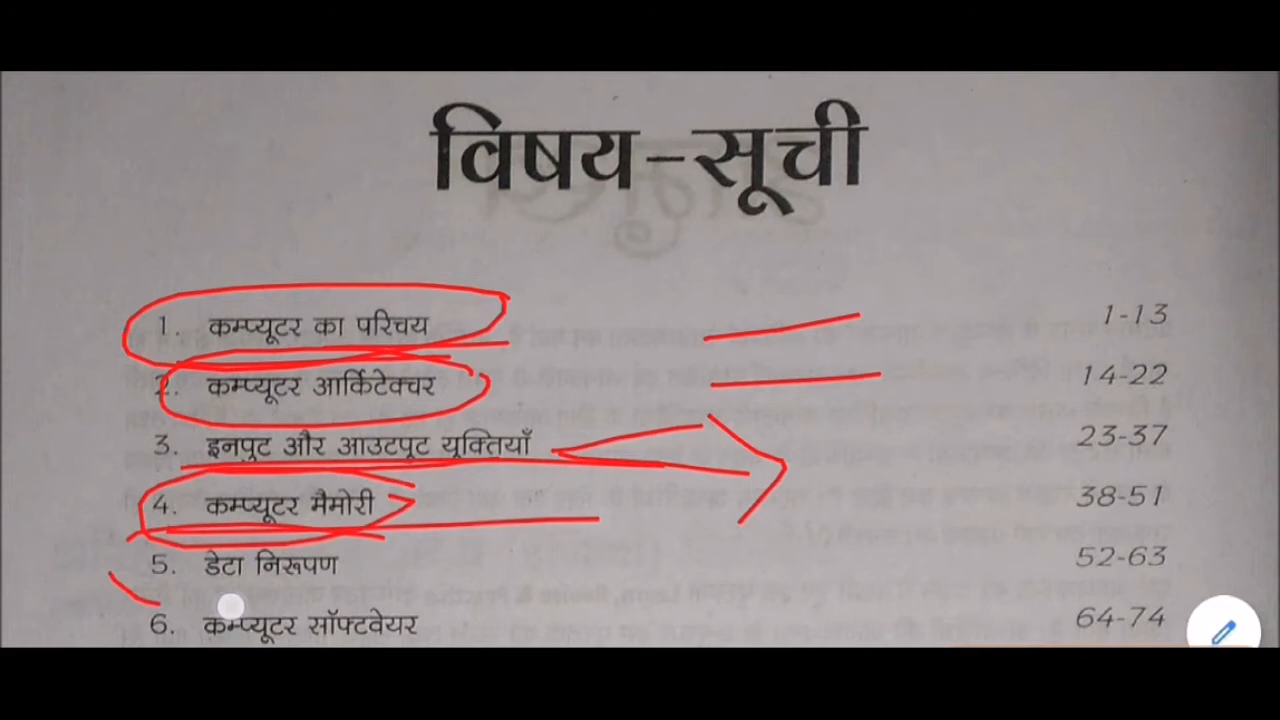 विषय-सूची
1. कम्प्यूटर का परिचय 1-13
2. कम्प्यूटर आर्किटेक्चर 14-22
3. इनपुट और आउटपुट युक्तियाँ 23-37
4. कम्प्यूटर मैमोरी 38-51
5. डेटा निरूपण 52-63
6. कम्प्यूटर सॉफ्टवेयर 64-74